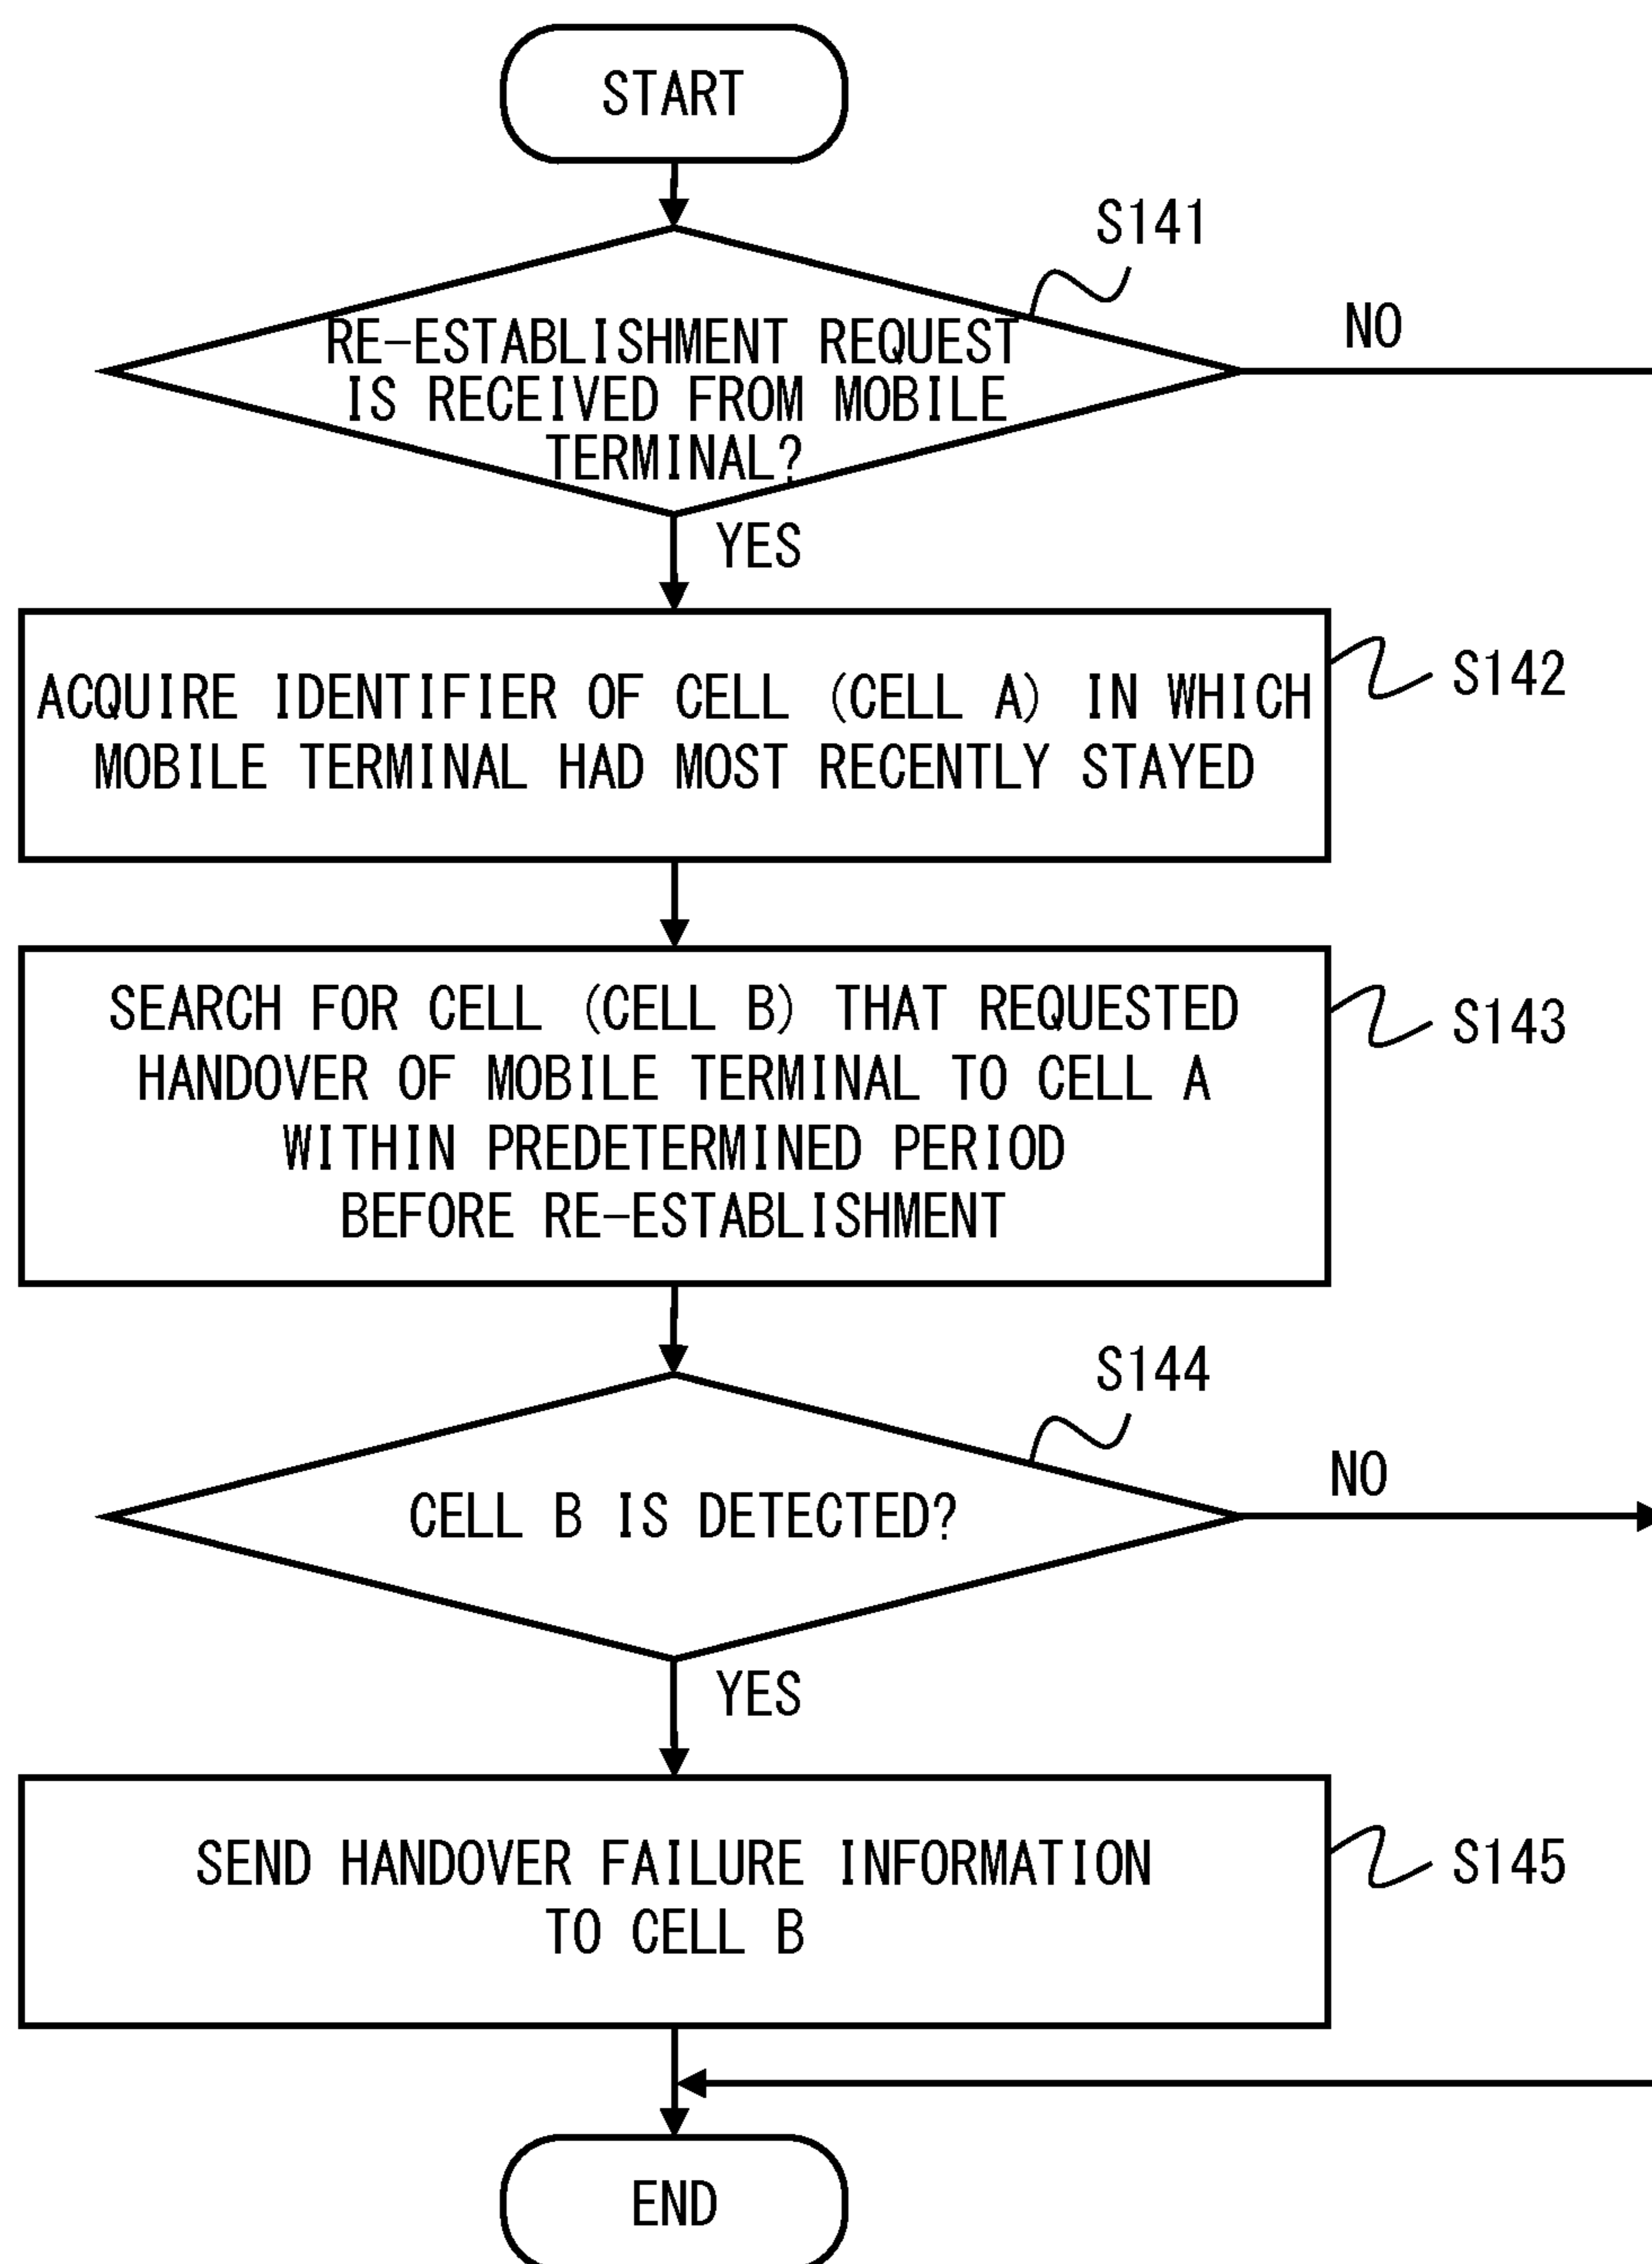 START
S141
RE-ESTABLISHMENT REQUEST
IS RECEIVED FROM MOBILE
TERMINAL?
NO
YES
ACQUIRE IDENTIFIER OF CELL (CELL A) IN WHICH
MOBILE TERMINAL HAD MOST RECENTLY STAYED
S142
SEARCH FOR CELL (CELL B) THAT REQUESTED
HANDOVER OF MOBILE TERMINAL TO CELL A
WITHIN PREDETERMINED PERIOD
BEFORE RE-ESTABLISHMENT
S143
S144
CELL B IS DETECTED?
NO
YES
SEND HANDOVER FAILURE INFORMATION
TO CELL B
S145
END